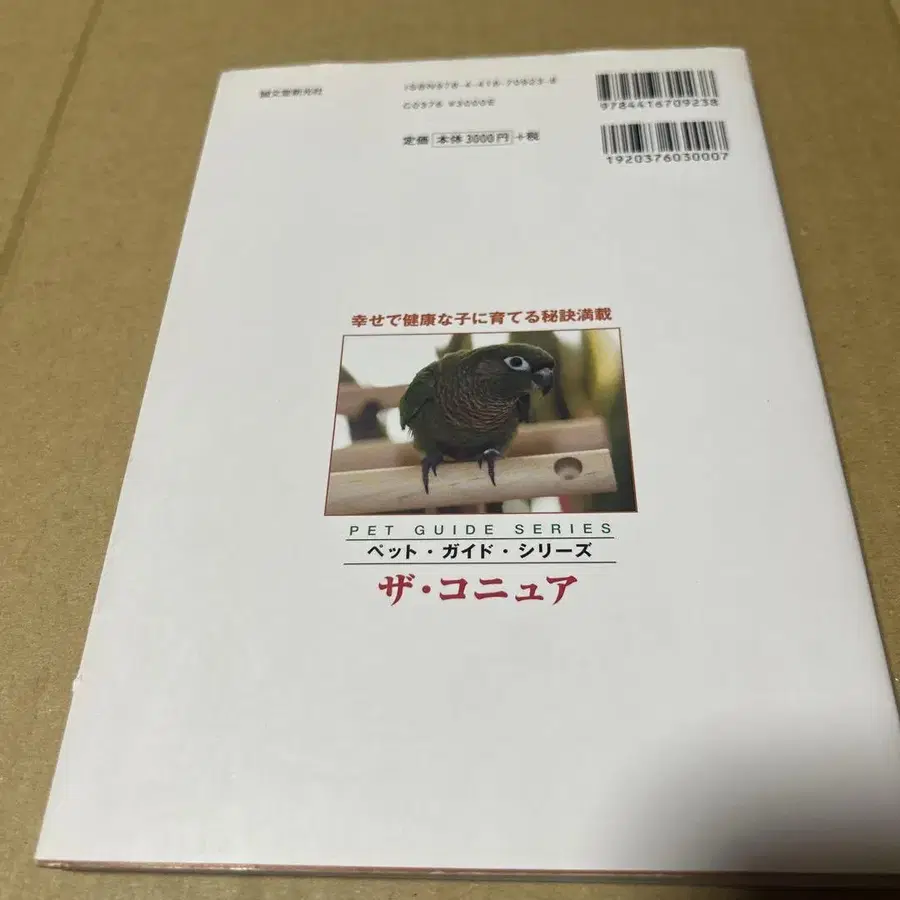 誠文堂新光社
ISBN978-4-416-70923-8
C0376 ¥3000E
定価 本体3000円 +税
9784416709238
1920376030007
幸せで健康な子に育てる秘訣満載
PET GUIDE SERIES
ペット・ガイド・シリーズ
ザ・コニュア